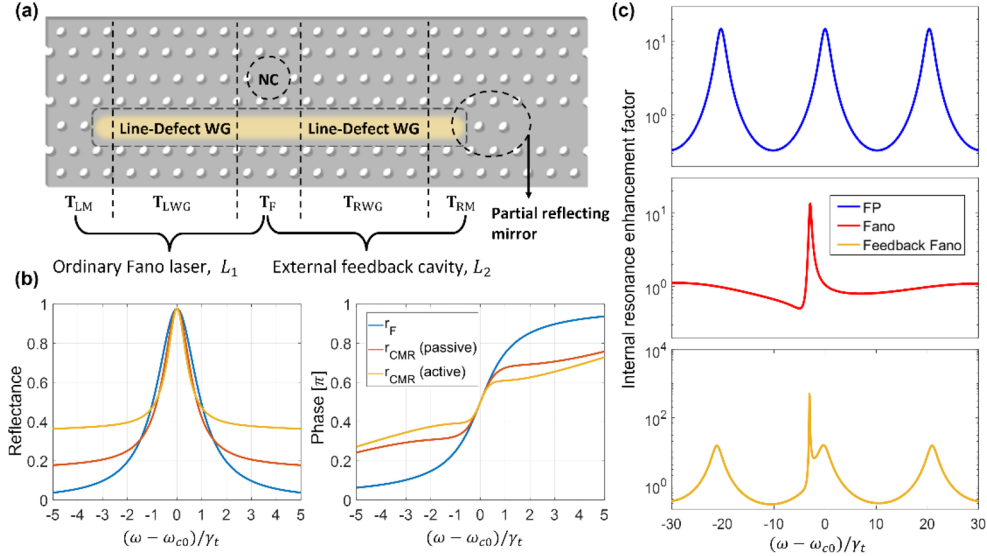 (a)
NC
Line-Defect WG
Line-Defect WG
T_LM
T_LWG
T_F
T_RWG
T_RM
Partial reflecting
mirror
Ordinary Fano laser, L_1
External feedback cavity, L_2
(b)
1
0.8
0.6
0.4
0.2
0
Reflectance
-5 -4 -3 -2 -1 0 1 2 3 4 5
(ω − ω_c0)/γ_t
1
0.8
0.6
0.4
0.2
0
Phase [π]
r_F
r_CMR (passive)
r_CMR (active)
-5 -4 -3 -2 -1 0 1 2 3 4 5
(ω − ω_c0)/γ_t
(c)
Internal resonance enhancement factor
10^1
10^0
10^1
10^0
FP
Fano
Feedback Fano
10^4
10^2
10^0
-30 -20 -10 0 10 20 30
(ω − ω_c0)/γ_t